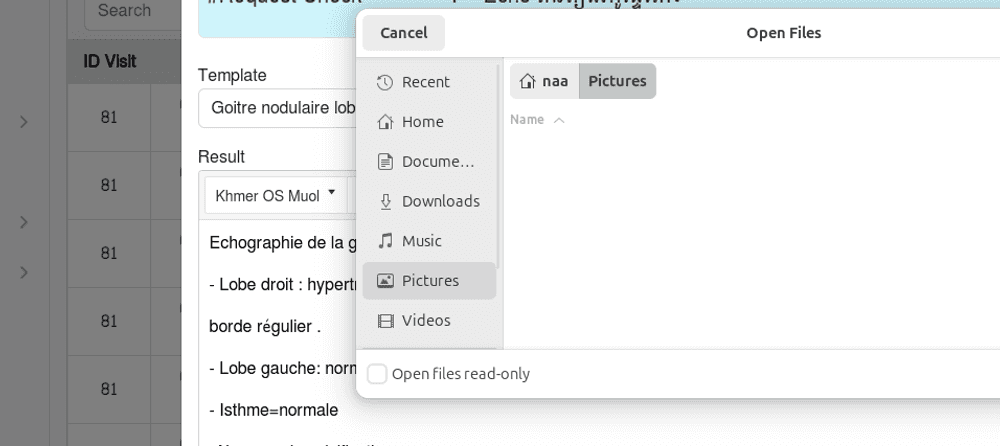 Search
ID Visit
81
81
81
81
81
Template
Goitre nodulaire lob
Result
Khmer OS Muol
Echographie de la g
- Lobe droit : hypert
borde régulier .
- Lobe gauche: norm
- Isthme=normale
Cancel
Open Files
Recent
Home
Docume...
Downloads
Music
Pictures
Videos
naa
Pictures
Name
Open files read-only